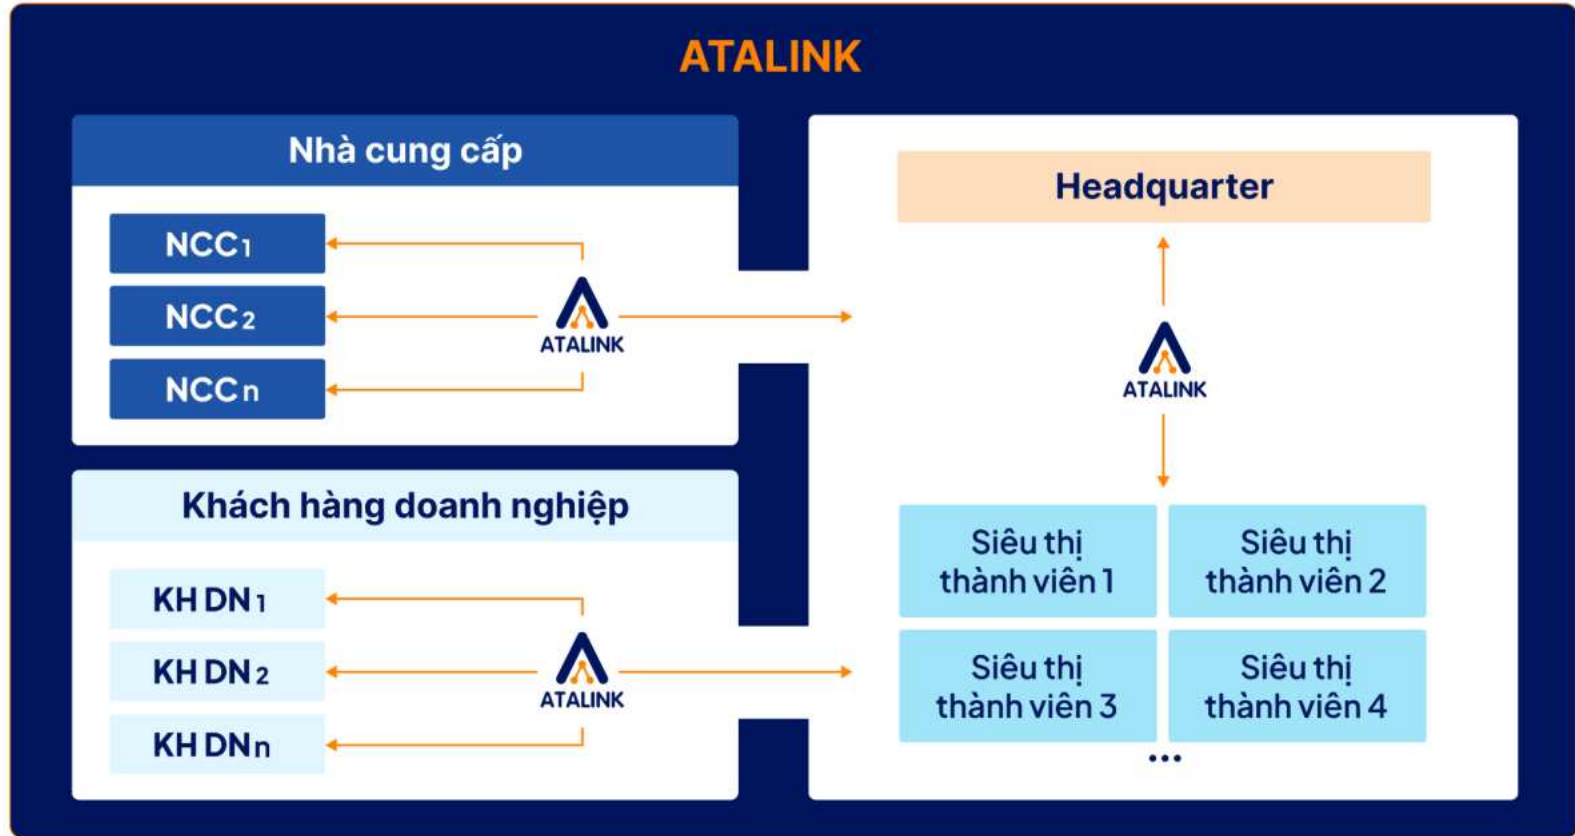 ATALINK
Nhà cung cấp
NCC1
NCC2
NCCn
ATALINK
Khách hàng doanh nghiệp
KH DN1
KH DN2
KH DNn
ATALINK
Headquarter
ATALINK
Siêu thị
thành viên 1
Siêu thị
thành viên 2
Siêu thị
thành viên 3
Siêu thị
thành viên 4
...